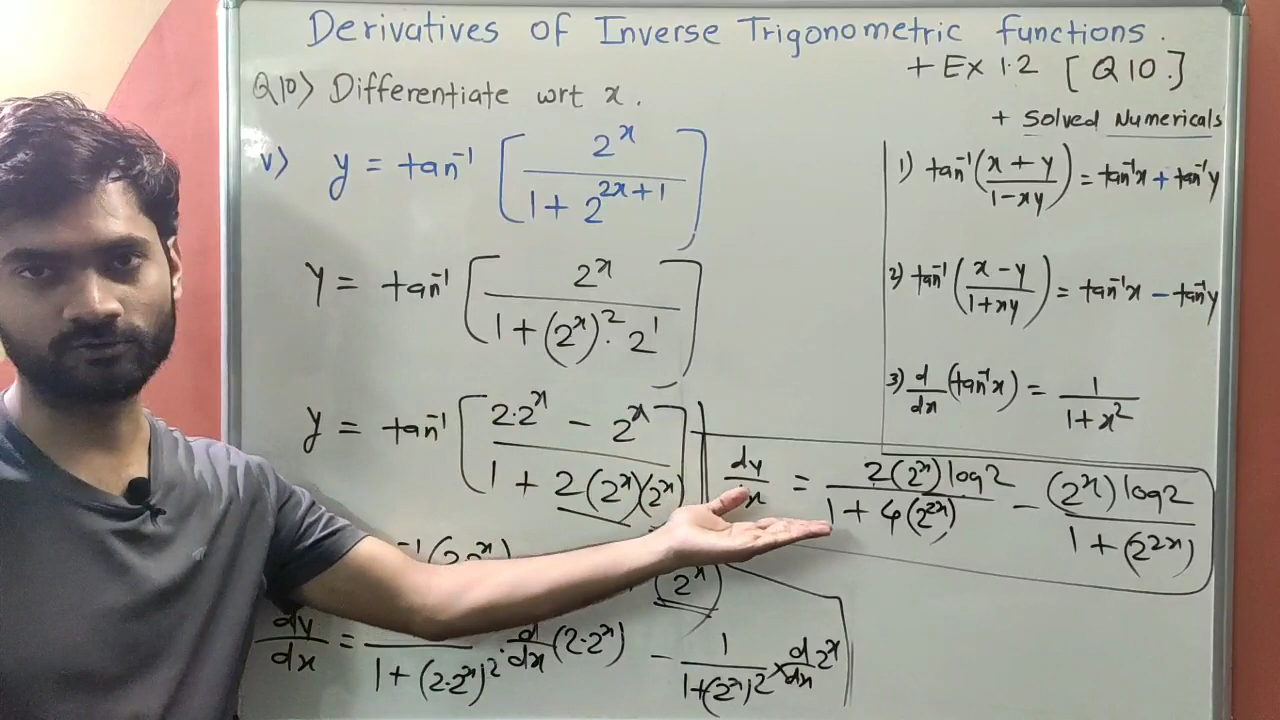 Derivatives of Inverse Trigonometric functions.
+ Ex 1.2 [Q10.]
Q10> Differentiate wrt x.
+ Solved Numericals
v) y = tan⁻¹ [2^x / (1 + 2^(2x+1))]
y = tan⁻¹ [2^x / (1 + (2^x)² · 2¹)]
y = tan⁻¹ [(2·2^x − 2^x) / (1 + 2(2^x)(2^x))]
(2^x)
dy/dx = / (1 + (2·2^x)²) · d/dx (2·2^x) − 1 / (1+(2^x)²) × d/dx 2^x
1) tan⁻¹ ((x + y) / (1−xy)) = tan⁻¹x + tan⁻¹y
2) tan⁻¹ ((x − y) / (1+xy)) = tan⁻¹x − tan⁻¹y
3) d/dx (tan⁻¹x) = 1 / (1+x²)
dy/dx = 2(2^x) log2 / (1 + 4(2^(2x))) − (2^x) log2 / (1 + (2^(2x)))